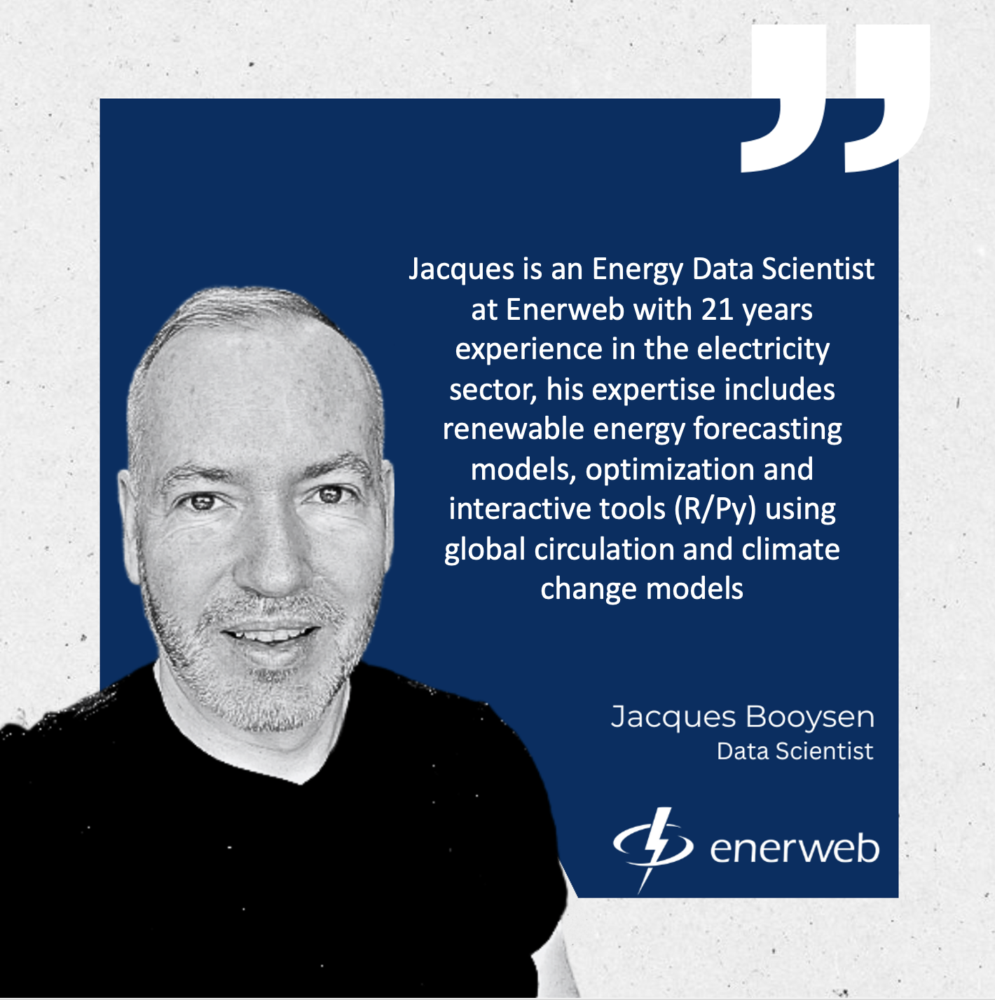 ”
Jacques is an Energy Data Scientist
at Enerweb with 21 years
experience in the electricity
sector, his expertise includes
renewable energy forecasting
models, optimization and
interactive tools (R/Py) using
global circulation and climate
change models
Jacques Booysen
Data Scientist
enerweb